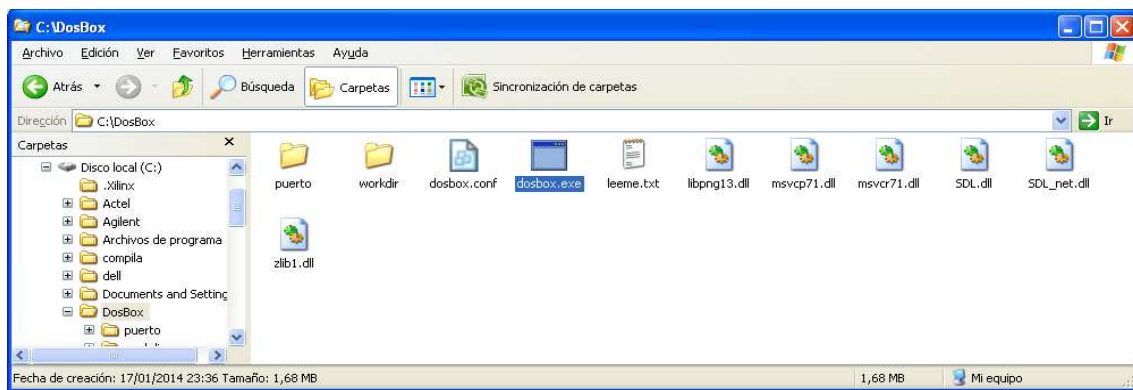 C:\DosBox
Archivo Edición Ver Favoritos Herramientas Ayuda
Atrás Búsqueda Carpetas Sincronización de carpetas
Dirección C:\DosBox Ir
Carpetas
Disco local (C:)
.Xilinx
Actel
Agilent
Archivos de programa
compila
dell
Documents and Setting
DosBox
puerto
puerto workdir dosbox.conf dosbox.exe leeme.txt libpng13.dll msvcp71.dll msvcr71.dll SDL.dll SDL_net.dll
zlib1.dll
Fecha de creación: 17/01/2014 23:36 Tamaño: 1,68 MB 1,68 MB Mi equipo